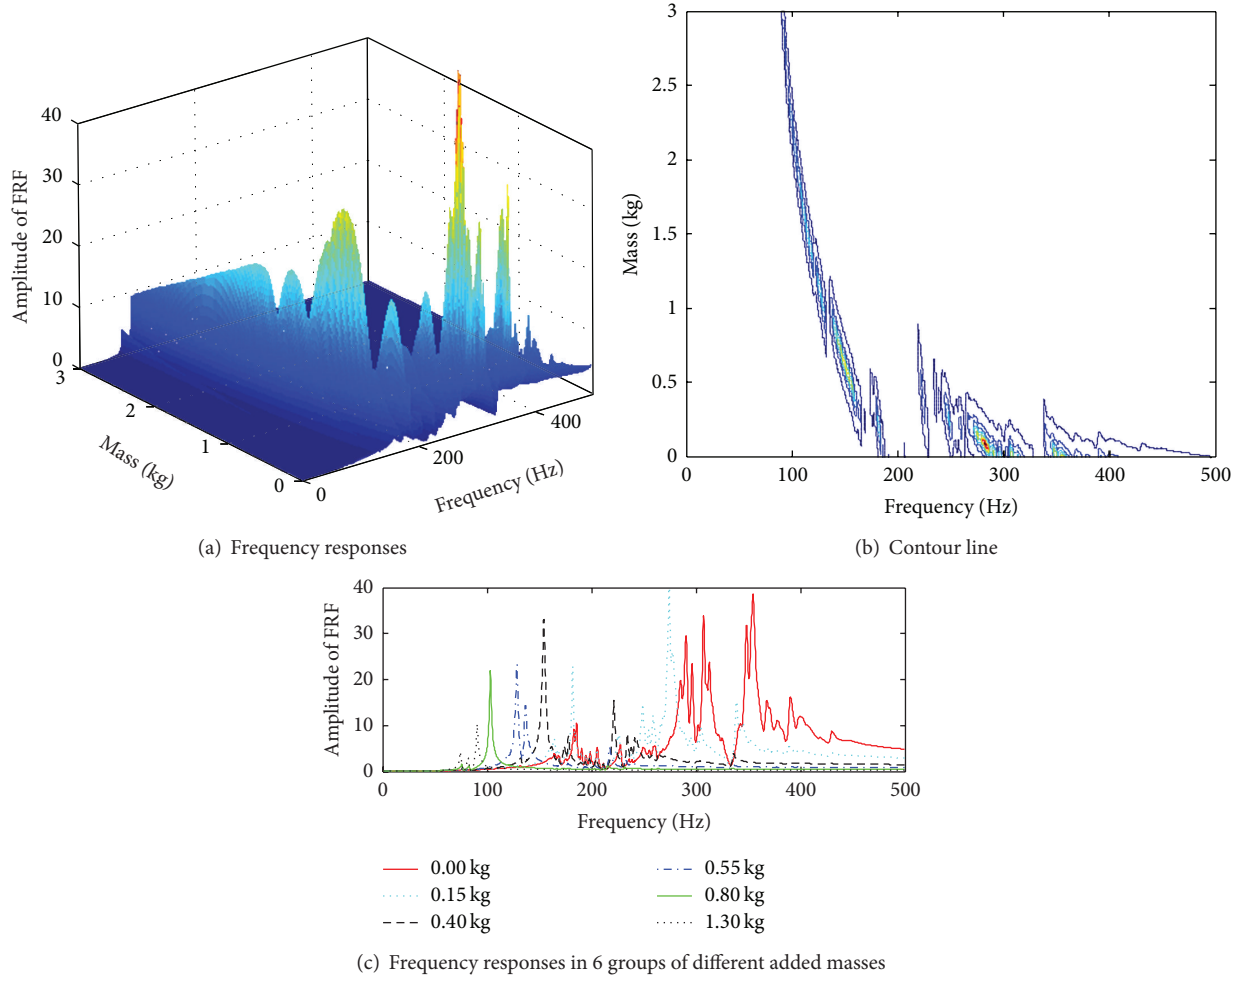 40
30
20
10
0
Amplitude of FRF
3
2
1
0
Mass (kg)
0
200
400
Frequency (Hz)
(a) Frequency responses
3
2.5
2
1.5
1
0.5
0
Mass (kg)
0 100 200 300 400 500
Frequency (Hz)
(b) Contour line
40
30
20
10
0
Amplitude of FRF
0 100 200 300 400 500
Frequency (Hz)
0.00 kg
0.15 kg
0.40 kg
0.55 kg
0.80 kg
1.30 kg
(c) Frequency responses in 6 groups of different added masses